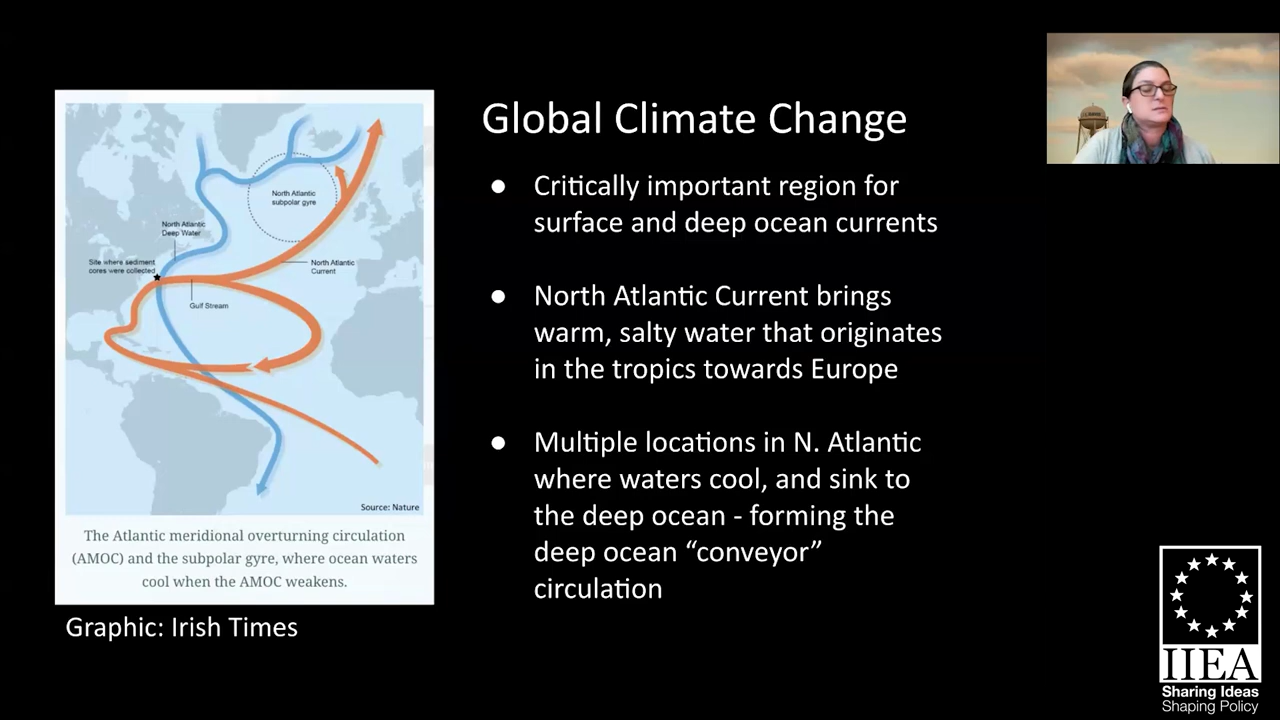 Global Climate Change
● Critically important region for
surface and deep ocean currents
● North Atlantic Current brings
warm, salty water that originates
in the tropics towards Europe
● Multiple locations in N. Atlantic
where waters cool, and sink to
the deep ocean - forming the
deep ocean “conveyor”
circulation
North Atlantic
subpolar gyre
North Atlantic
Deep Water
Site where sediment
cores were collected
North Atlantic
Current
Gulf Stream
Source: Nature
The Atlantic meridional overturning circulation
(AMOC) and the subpolar gyre, where ocean waters
cool when the AMOC weakens.
Graphic: Irish Times
IIEA
Sharing Ideas
Shaping Policy